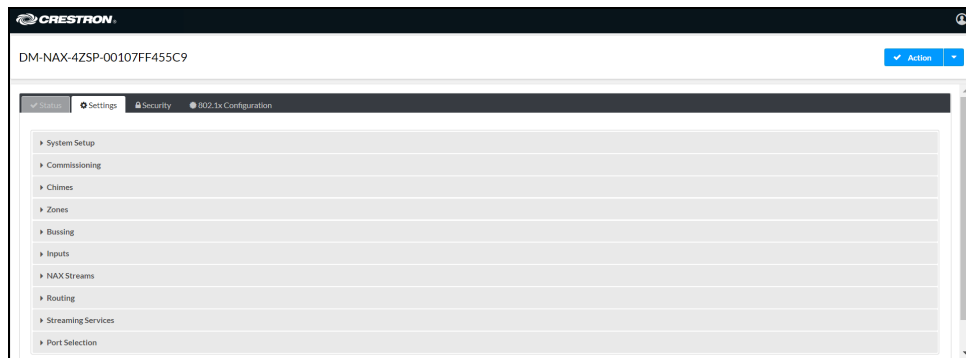 CRESTRON®
DM-NAX-4ZSP-00107FF455C9
Action
Status Settings Security 802.1x Configuration
System Setup
Commissioning
Chimes
Zones
Bussing
Inputs
NAX Streams
Routing
Streaming Services
Port Selection